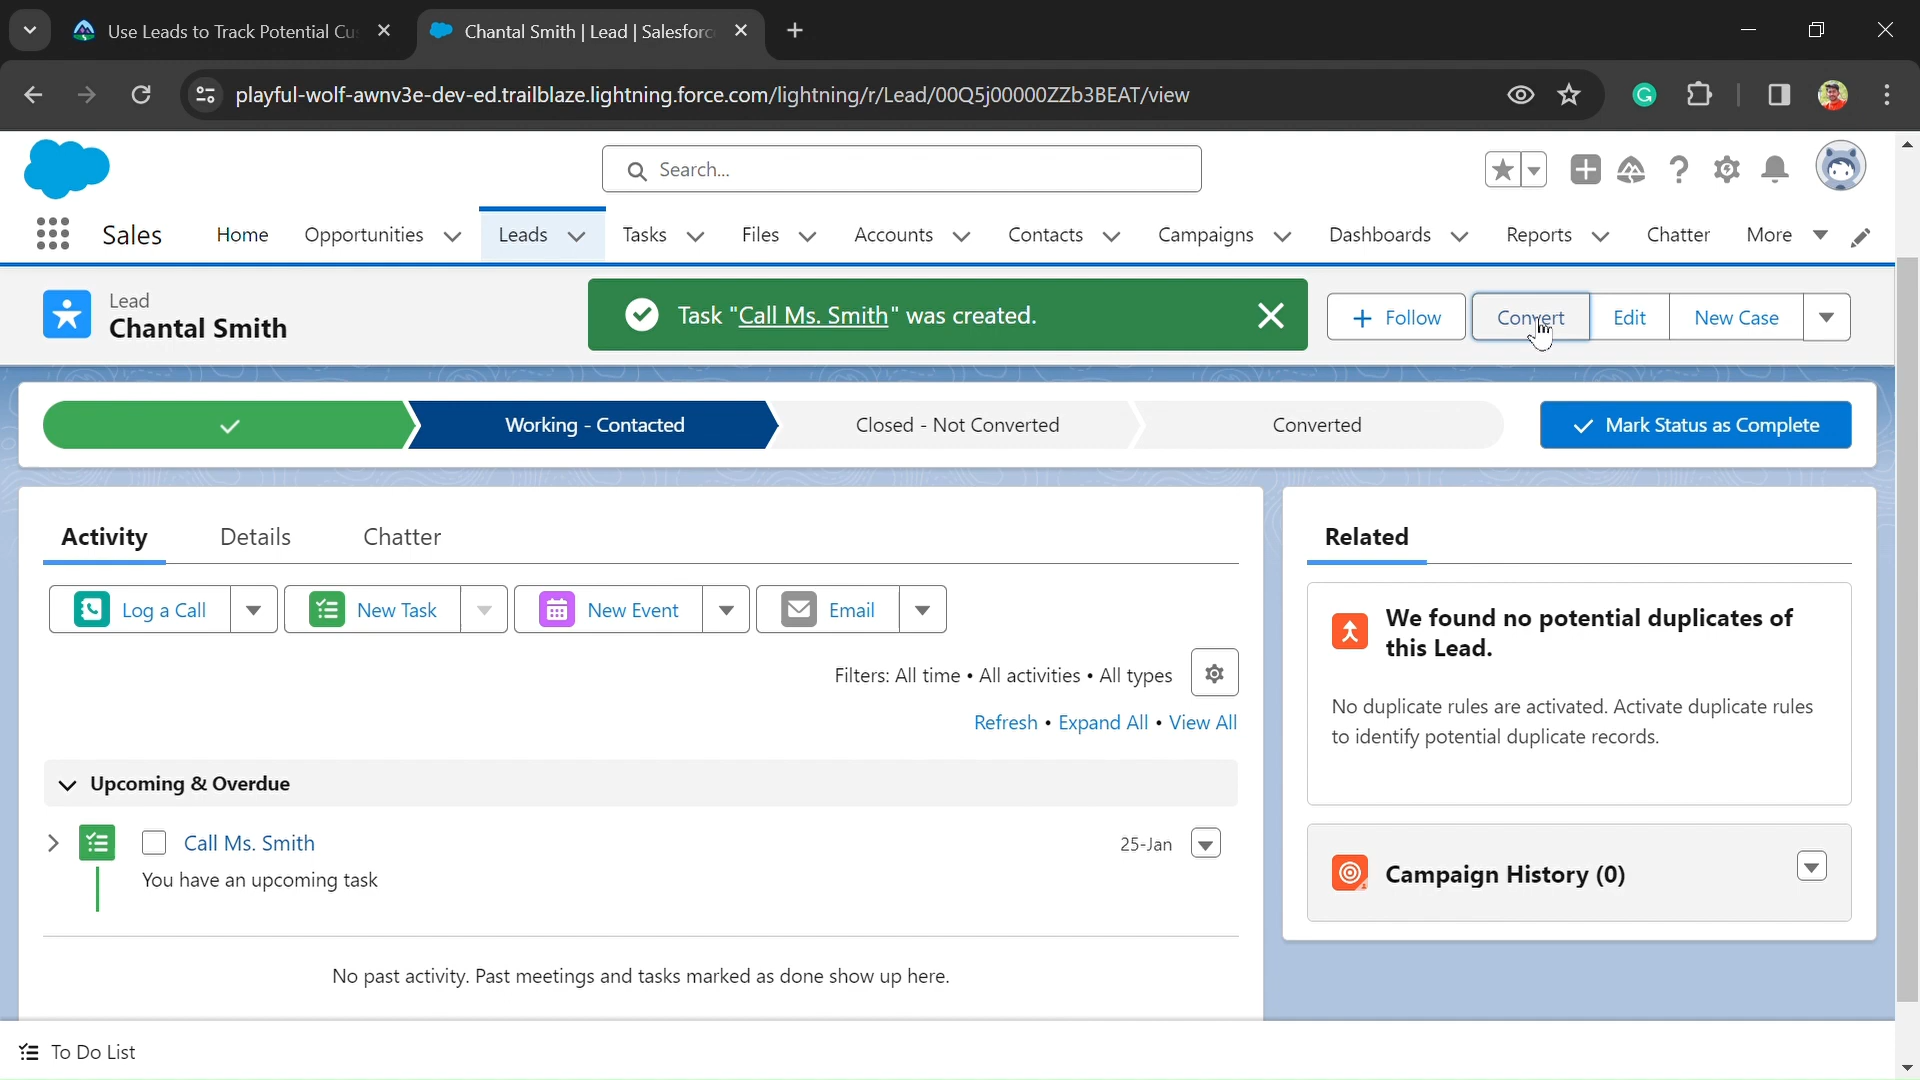 Use Leads to Track Potential Cu
Chantal Smith | Lead | Salesforc
playful-wolf-awnv3e-dev-ed.trailblaze.lightning.force.com/lightning/r/Lead/00Q5j00000ZZb3BEAT/view
Search...
Sales
Home
Opportunities
Leads
Tasks
Files
Accounts
Contacts
Campaigns
Dashboards
Reports
Chatter
More
Lead
Chantal Smith
Task "Call Ms. Smith" was created.
Follow
Convert
Edit
New Case
Working - Contacted
Closed - Not Converted
Converted
Mark Status as Complete
Activity
Details
Chatter
Log a Call
New Task
New Event
Email
Filters: All time • All activities • All types
Refresh • Expand All • View All
Upcoming & Overdue
Call Ms. Smith
25-Jan
You have an upcoming task
No past activity. Past meetings and tasks marked as done show up here.
Related
We found no potential duplicates of
this Lead.
No duplicate rules are activated. Activate duplicate rules
to identify potential duplicate records.
Campaign History (0)
To Do List